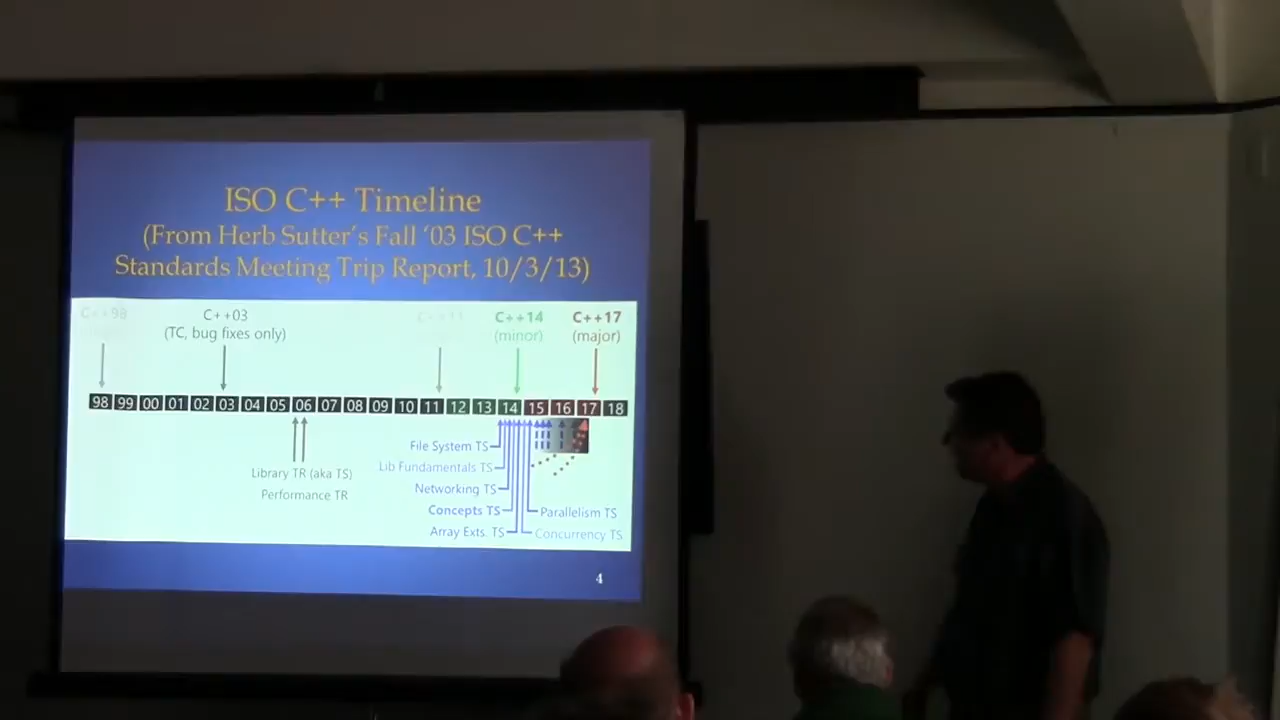 ISO C++ Timeline
(From Herb Sutter's Fall '03 ISO C++
Standards Meeting Trip Report, 10/3/13)
C++98
C++03
(TC, bug fixes only)
C++11
C++14
(minor)
C++17
(major)
98 99 00 01 02 03 04 05 06 07 08 09 10 11 12 13 14 15 16 17 18
Library TR (aka TS)
Performance TR
File System TS
Lib Fundamentals TS
Networking TS
Concepts TS
Array Exts. TS
Parallelism TS
Concurrency TS
4